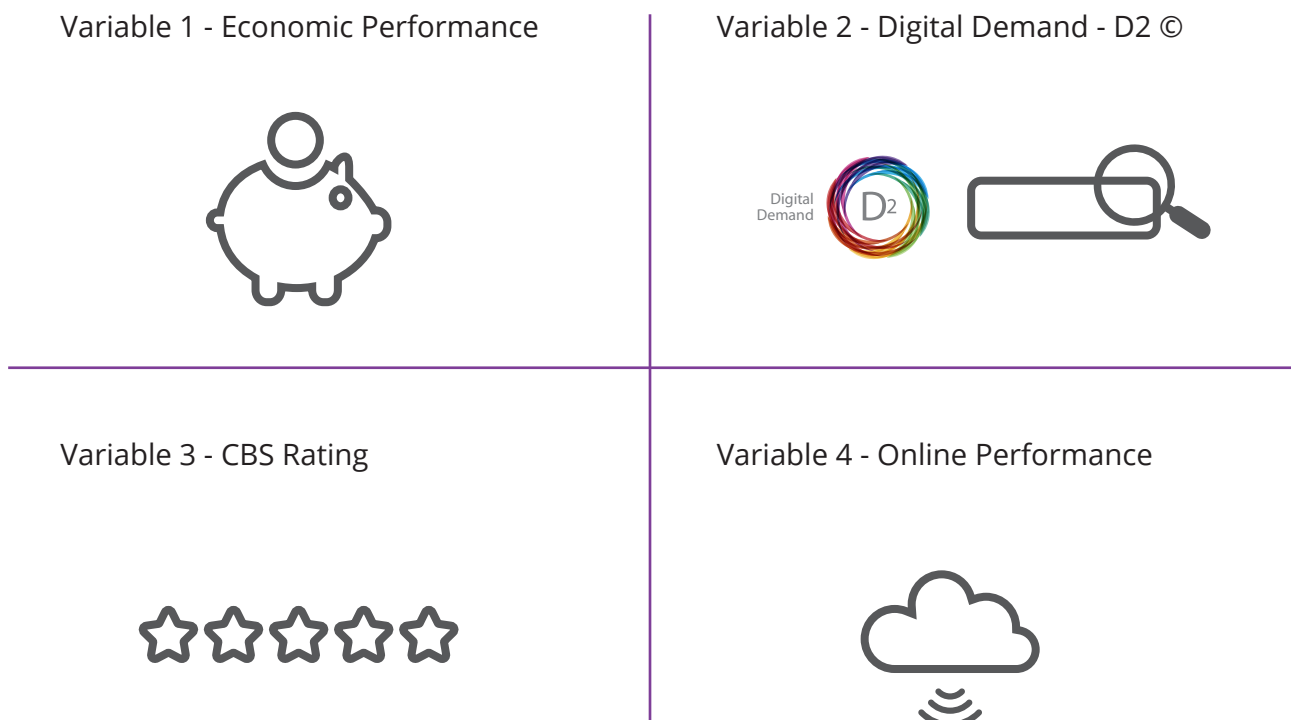 Variable 1 - Economic Performance
Variable 2 - Digital Demand - D2 ©
Digital
Demand
D2
Variable 3 - CBS Rating
Variable 4 - Online Performance